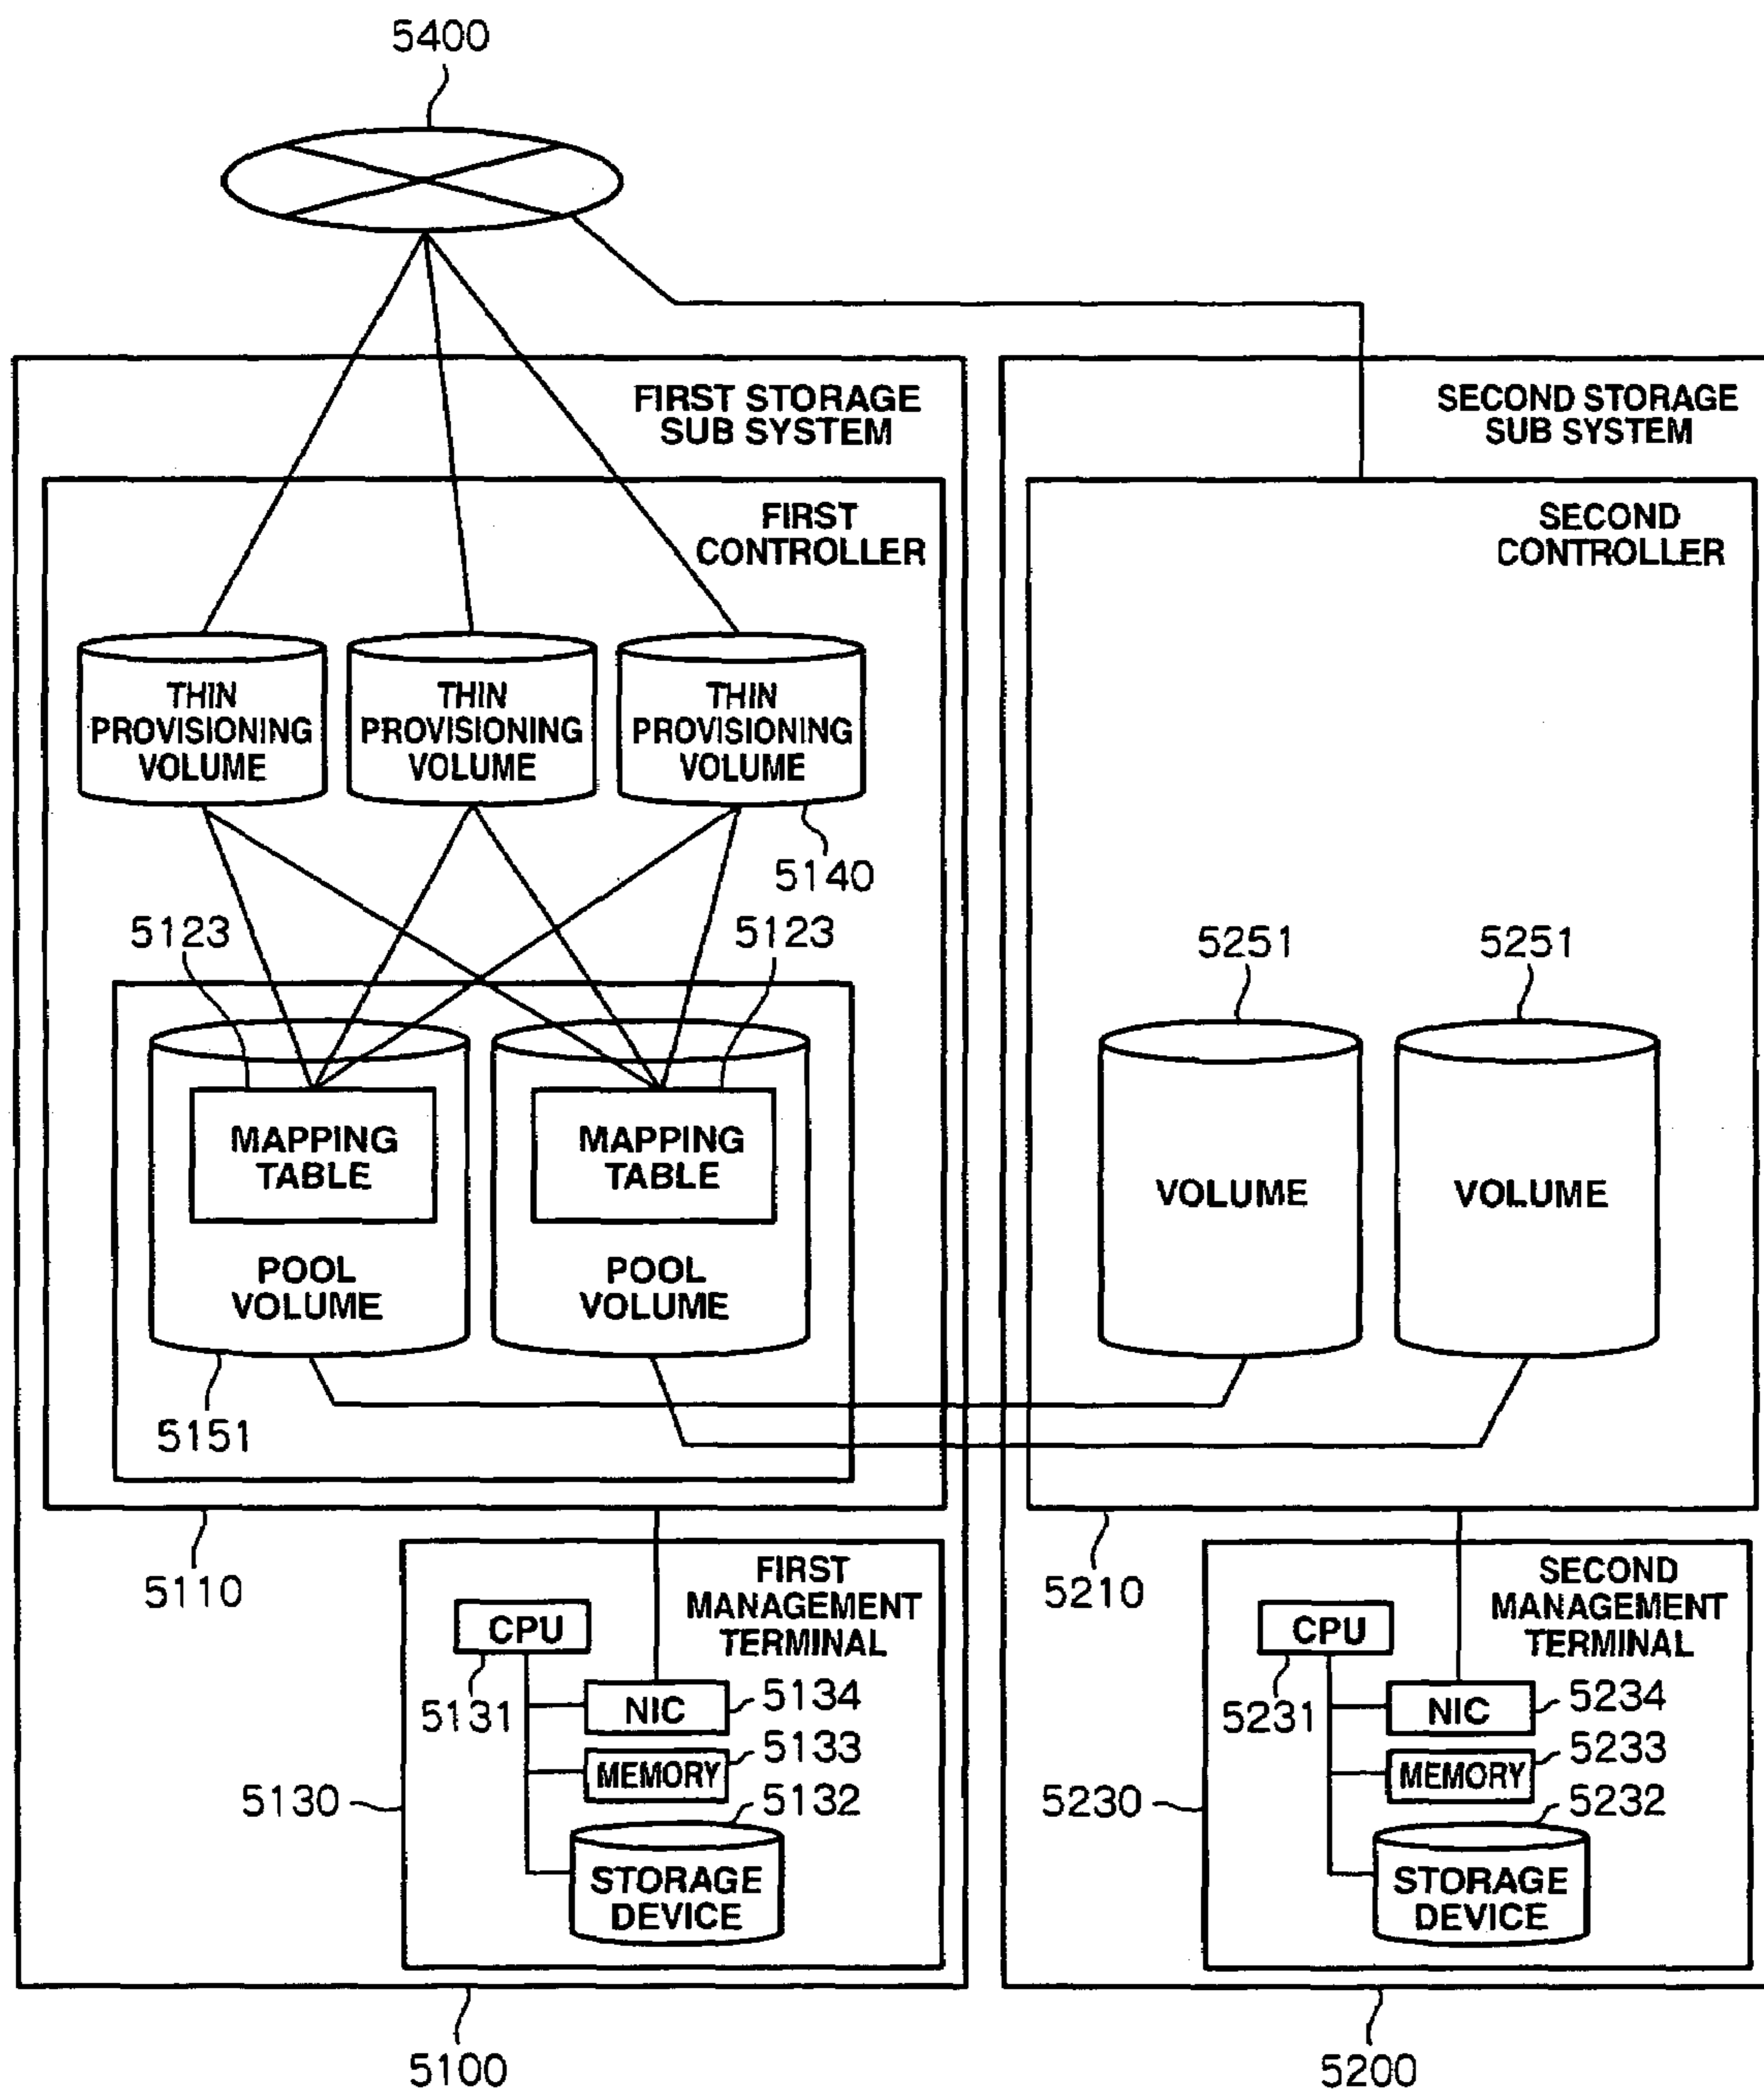 5400
FIRST STORAGE
SUB SYSTEM
SECOND STORAGE
SUB SYSTEM
FIRST
CONTROLLER
SECOND
CONTROLLER
THIN
PROVISIONING
VOLUME
THIN
PROVISIONING
VOLUME
THIN
PROVISIONING
VOLUME
5140
5123
5123
5251
5251
MAPPING
TABLE
MAPPING
TABLE
VOLUME
VOLUME
POOL
VOLUME
POOL
VOLUME
5151
5110
5210
FIRST
MANAGEMENT
TERMINAL
CPU
5131
NIC
5134
MEMORY
5133
5130
5132
STORAGE
DEVICE
SECOND
MANAGEMENT
TERMINAL
CPU
5231
NIC
5234
MEMORY
5233
5230
5232
STORAGE
DEVICE
5100
5200